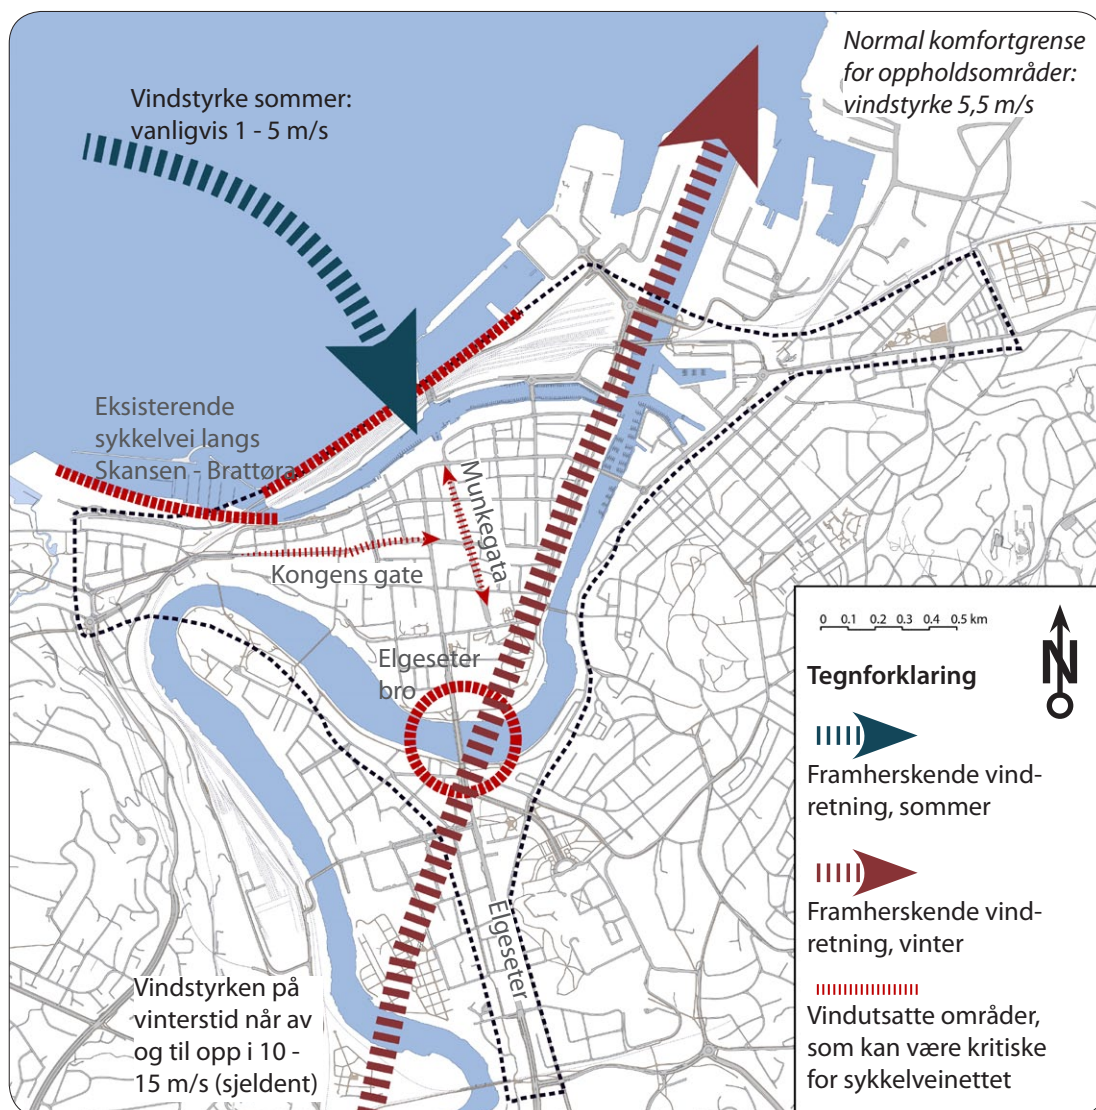 Normal komfortgrense
for oppholdsområder:
vindstyrke 5,5 m/s
Vindstyrke sommer:
vanligvis 1 - 5 m/s
Eksisterende
sykkelvei langs
Skansen - Brattøra
Munkegata
Kongens gate
Elgeseter
bro
Elgeseter
Vindstyrken på
vinterstid når av
og til opp i 10 -
15 m/s (sjeldent)
0 0.1 0.2 0.3 0.4 0.5 km
N
Tegnforklaring
Framherskende vind-
retning, sommer
Framherskende vind-
retning, vinter
Vindutsatte områder,
som kan være kritiske
for sykkelveinettet